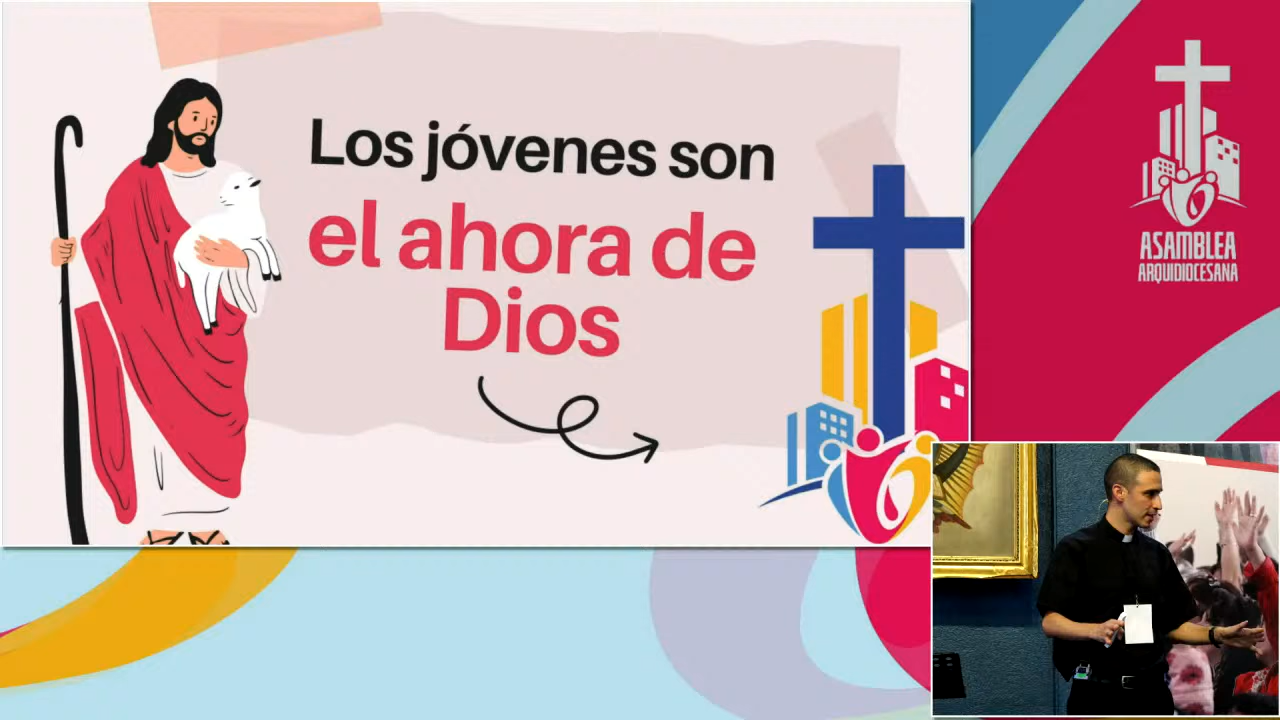 Los jóvenes son
el ahora de
Dios
ASAMBLEA
ARQUIDIOCESANA